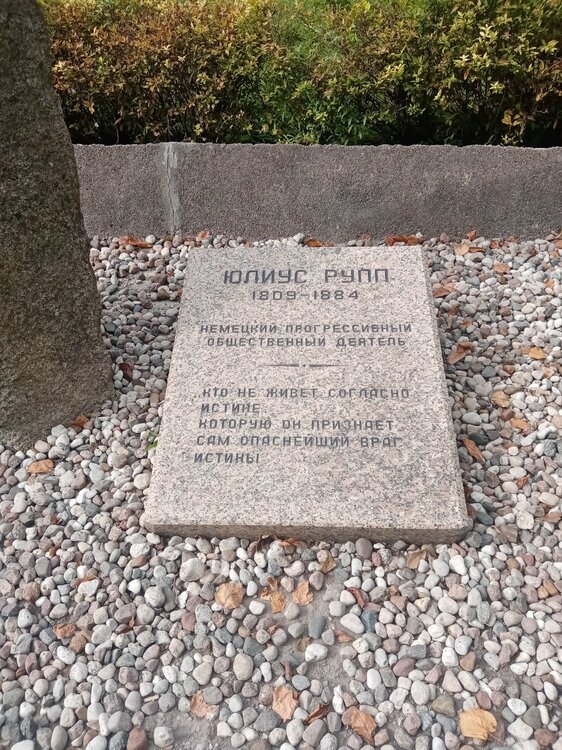 ЮЛИУС РУПП
1809-1884
НЕМЕЦКИЙ ПРОГРЕССИВНЫЙ
ОБЩЕСТВЕННЫЙ ДЕЯТЕЛЬ
..КТО НЕ ЖИВЕТ СОГЛАСНО
ИСТИНЕ,
КОТОРУЮ ОН ПРИЗНАЕТ,
САМ ОПАСНЕЙШИЙ ВРАГ
ИСТИНЫ